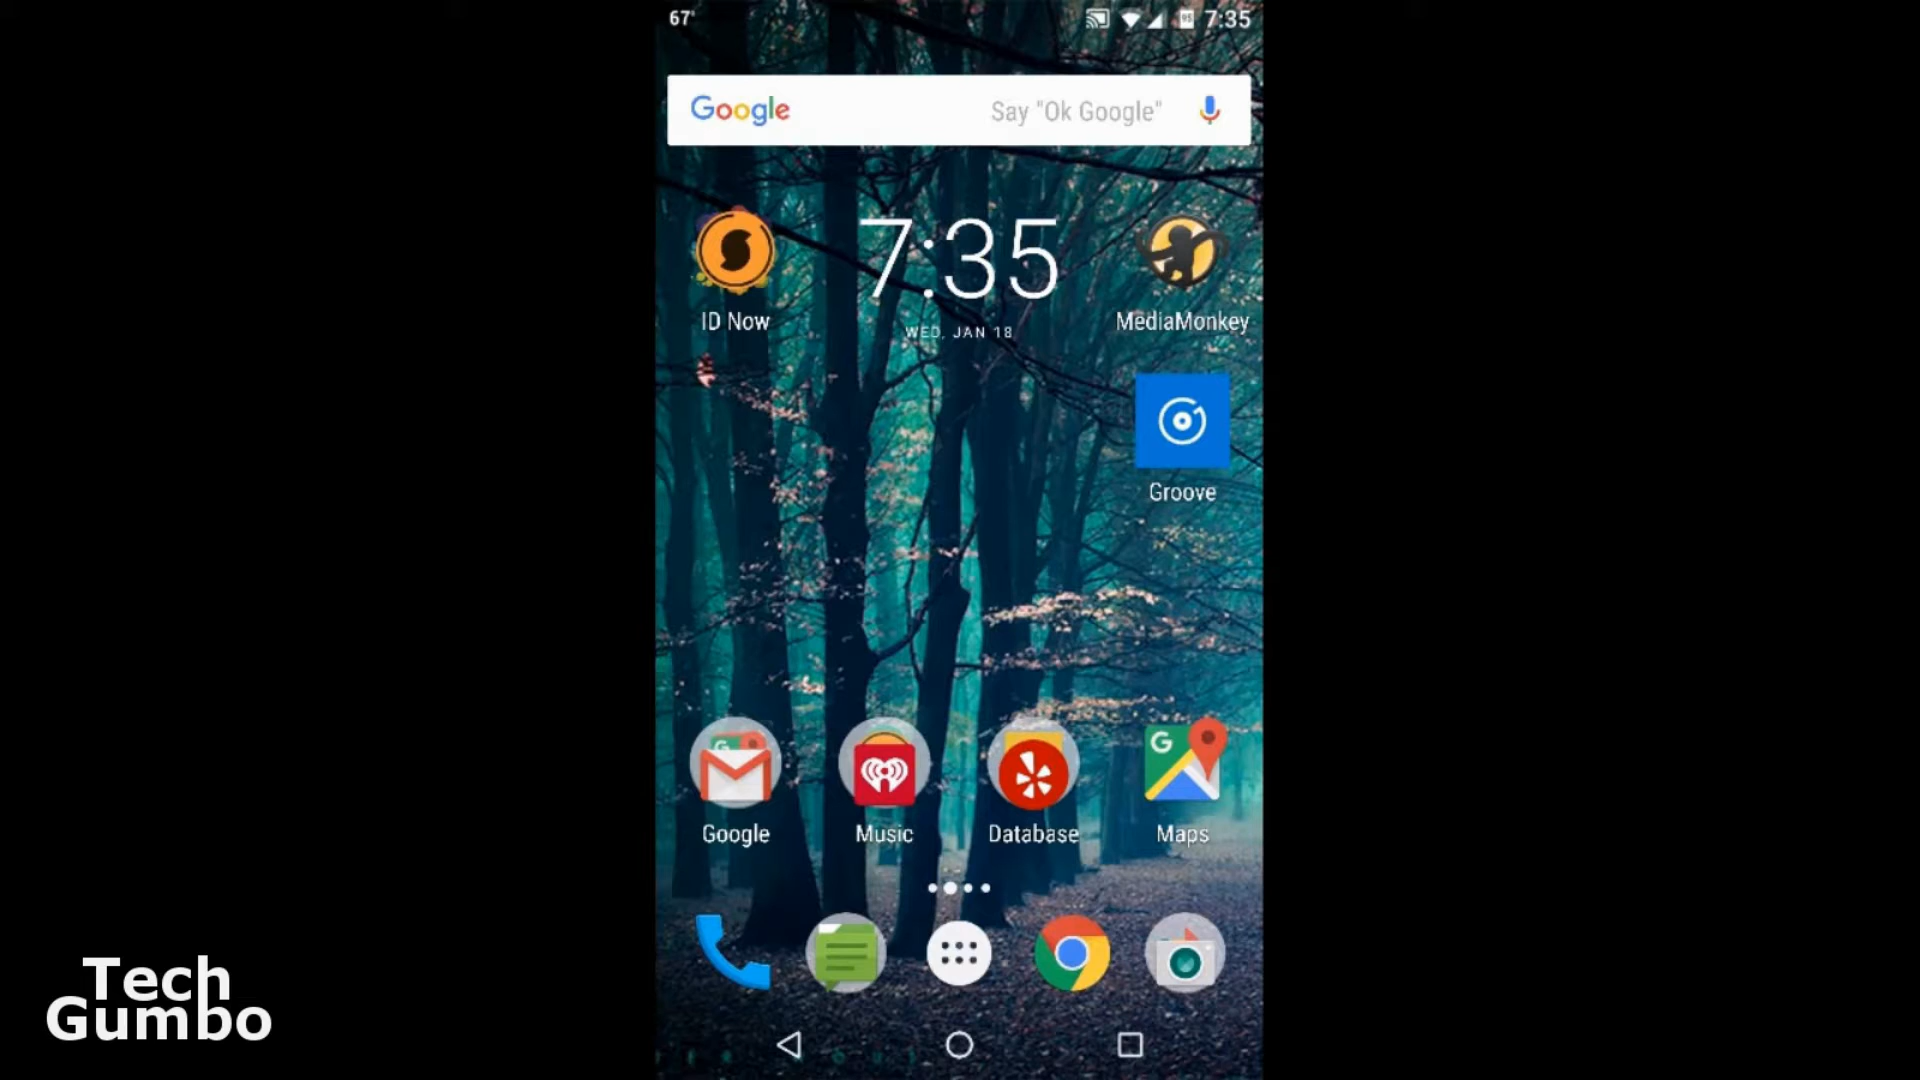 67°
95
7:35
Google
Say "Ok Google"
7:35
WED, JAN 18
ID Now
MediaMonkey
Groove
G
G
Google
Music
Database
Maps
Tech
Gumbo